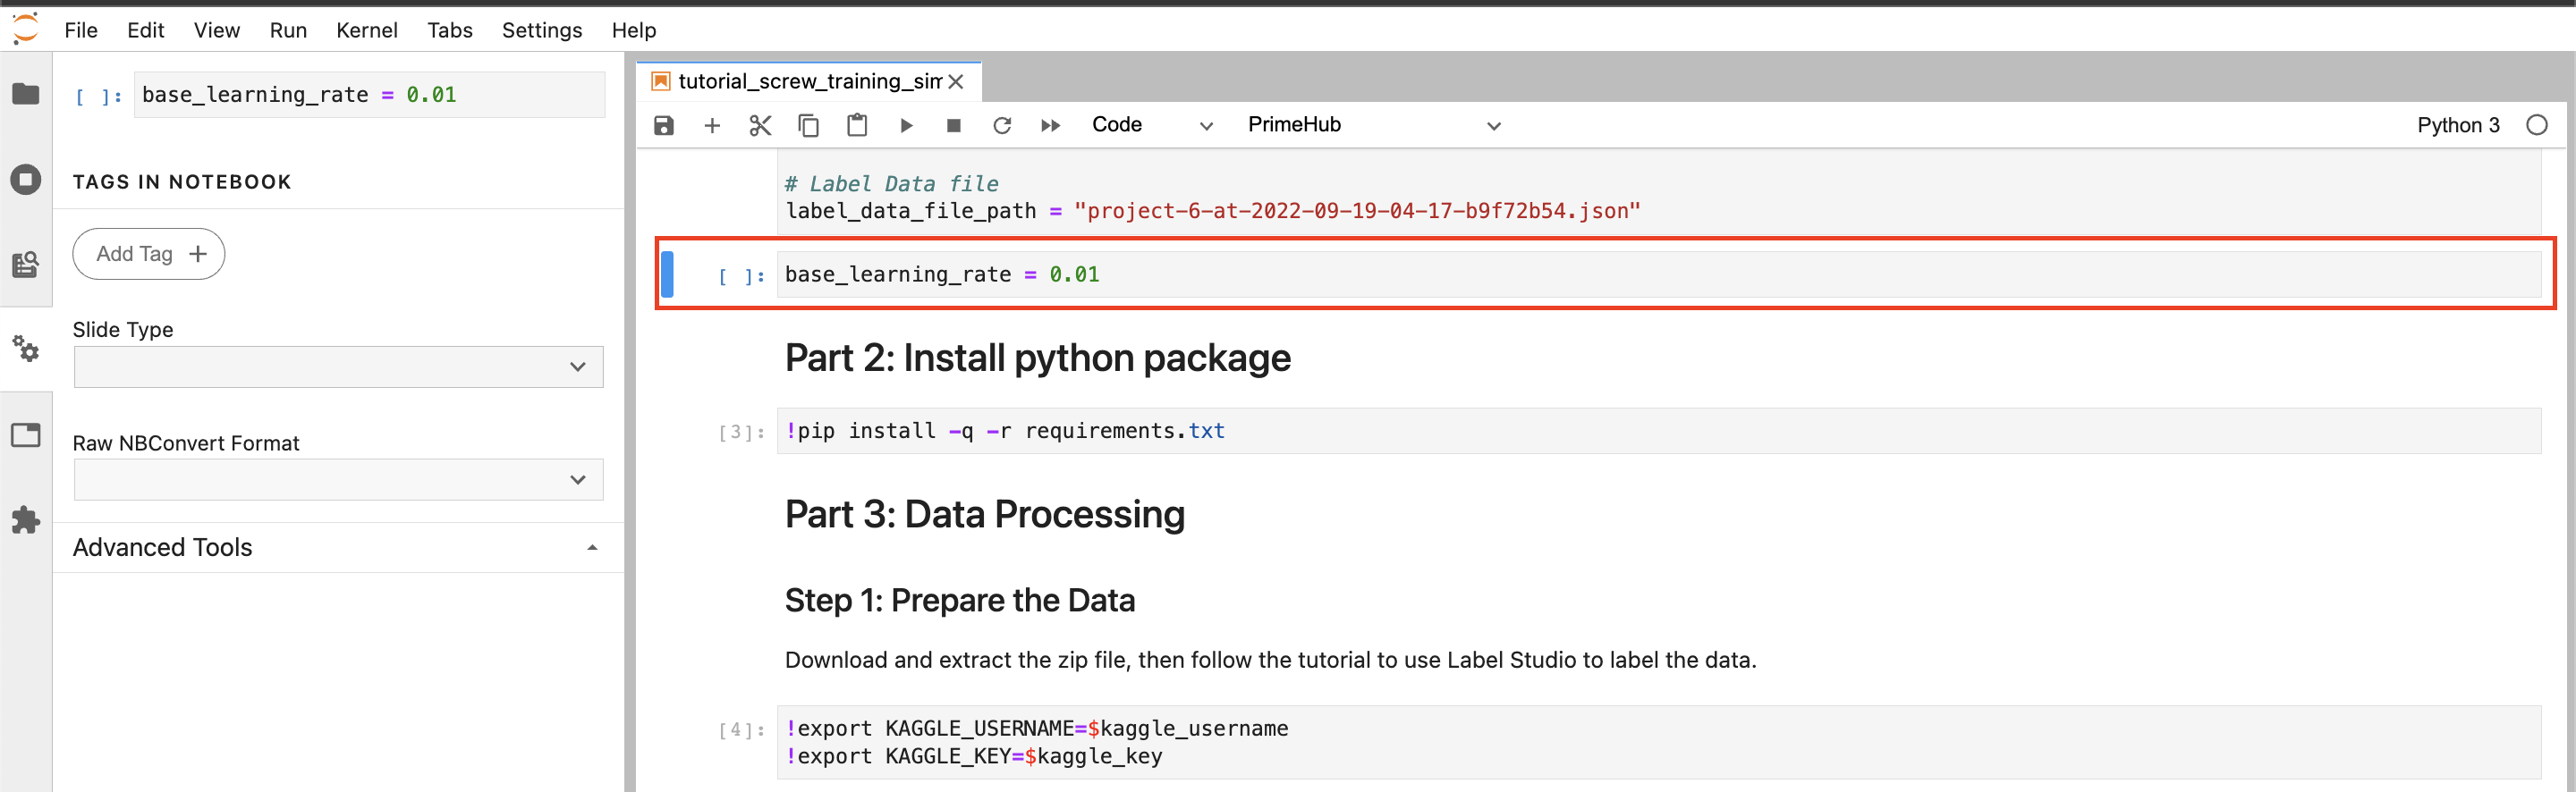 File Edit View Run Kernel Tabs Settings Help
[ ]: base_learning_rate = 0.01
TAGS IN NOTEBOOK
Add Tag +
Slide Type
Raw NBConvert Format
Advanced Tools
tutorial_screw_training_sim
Code PrimeHub Python 3
# Label Data file
label_data_file_path = "project-6-at-2022-09-19-04-17-b9f72b54.json"
[ ]: base_learning_rate = 0.01
Part 2: Install python package
[3]: !pip install -q -r requirements.txt
Part 3: Data Processing
Step 1: Prepare the Data
Download and extract the zip file, then follow the tutorial to use Label Studio to label the data.
[4]: !export KAGGLE_USERNAME=$kaggle_username
!export KAGGLE_KEY=$kaggle_key